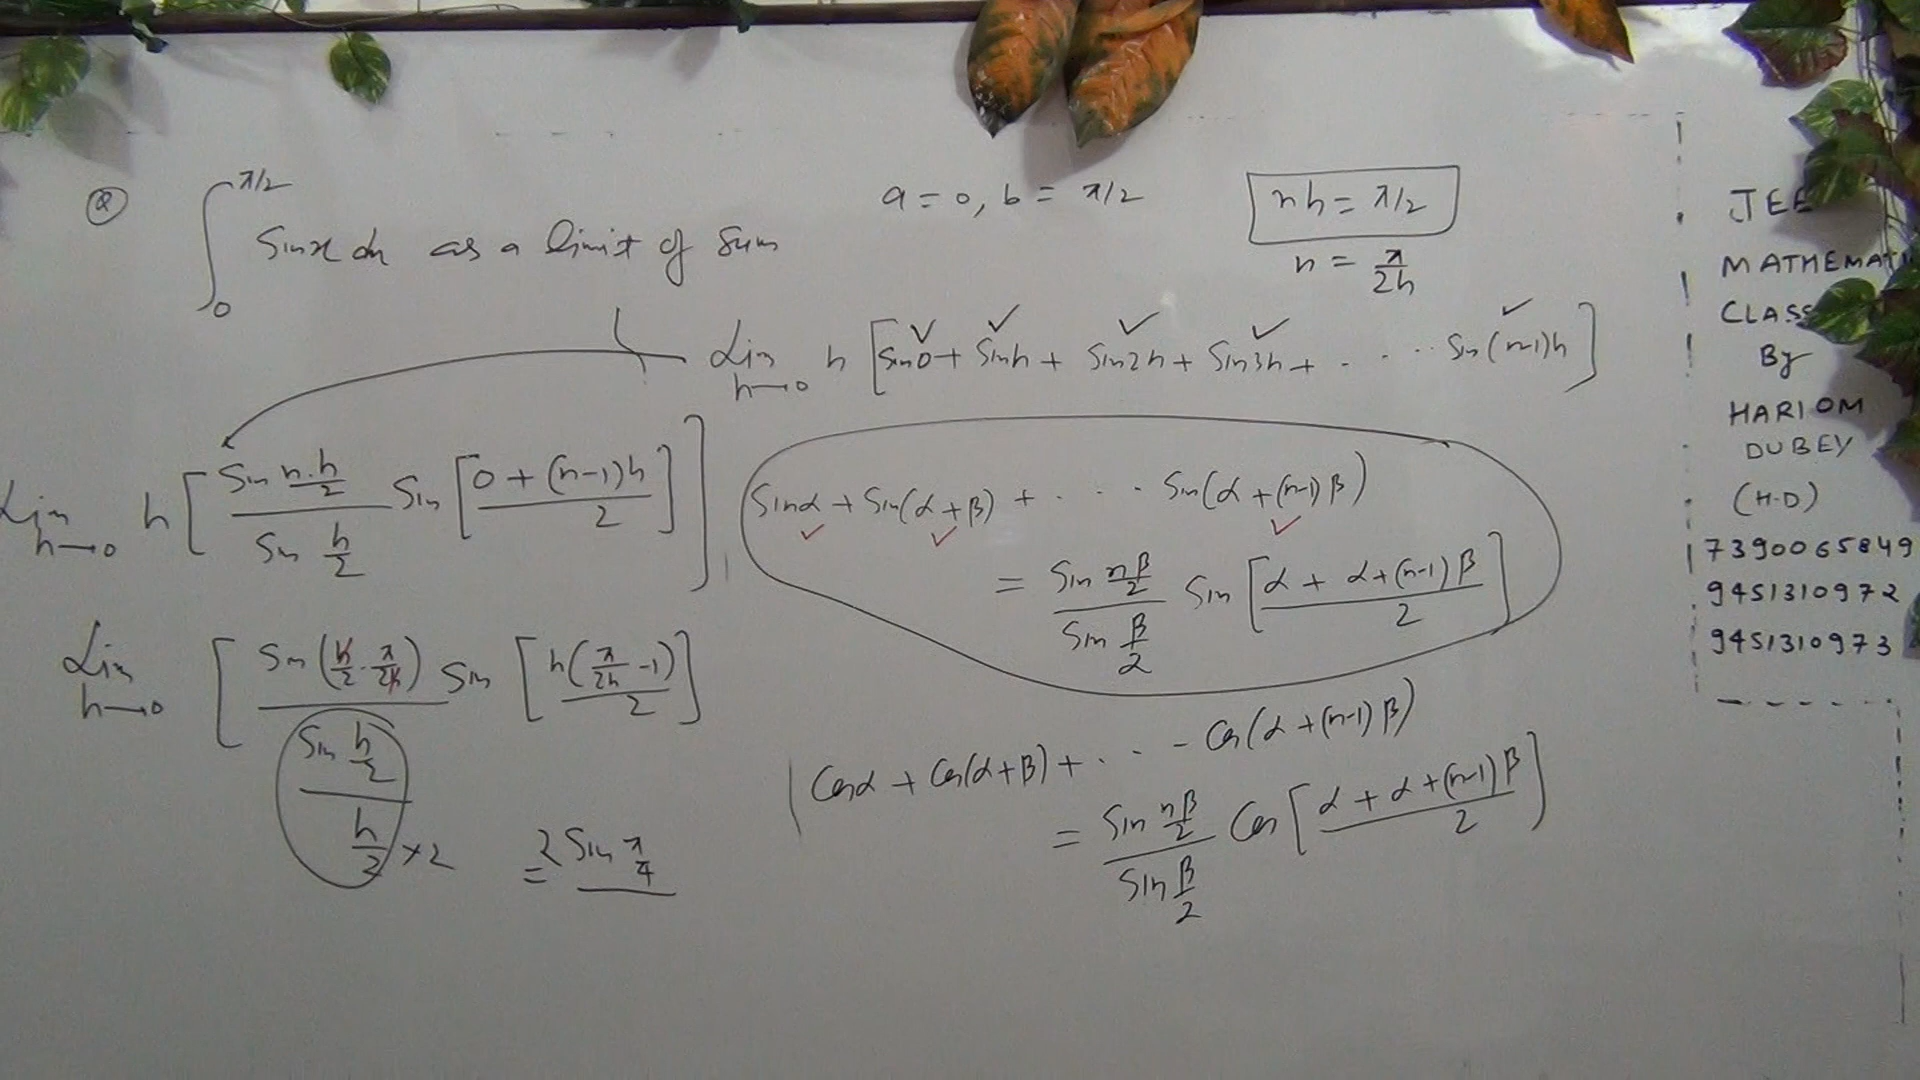 Q ∫₀^π/2 Sinx dx as a limit of sum
a = 0, b = π/2
nh = π/2
n = π/2h
Lim h→0 h [sin0 + Sinh + Sin2h + Sin3h + . . . . Sin(n-1)h]
Lim h→0 h [ (Sin n.h/2)/(Sin h/2) Sin [ (0 + (n-1)h)/2 ] ]
Sinα + Sin(α + β) + . . . Sin(α + (n-1)β)
= (Sin nβ/2)/(Sin β/2) Sin [ (α + α + (n-1)β)/2 ]
Lim h→0 [ Sin(h/2 . π/2h)/((Sin h/2)/(h/2) × 2) Sin [ h(π/2h - 1)/2 ]
= 2 Sin π/4
Cosα + Cos(α + β) + . . . - Cos(α + (n-1)β)
= (Sin nβ/2)/(Sin β/2) Cos [ (α + α + (n-1)β)/2 ]
JEE
MATHEMATI
CLASS
By
HARIOM
DUBEY
(H.D)
7390065849
9451310972
9451310973